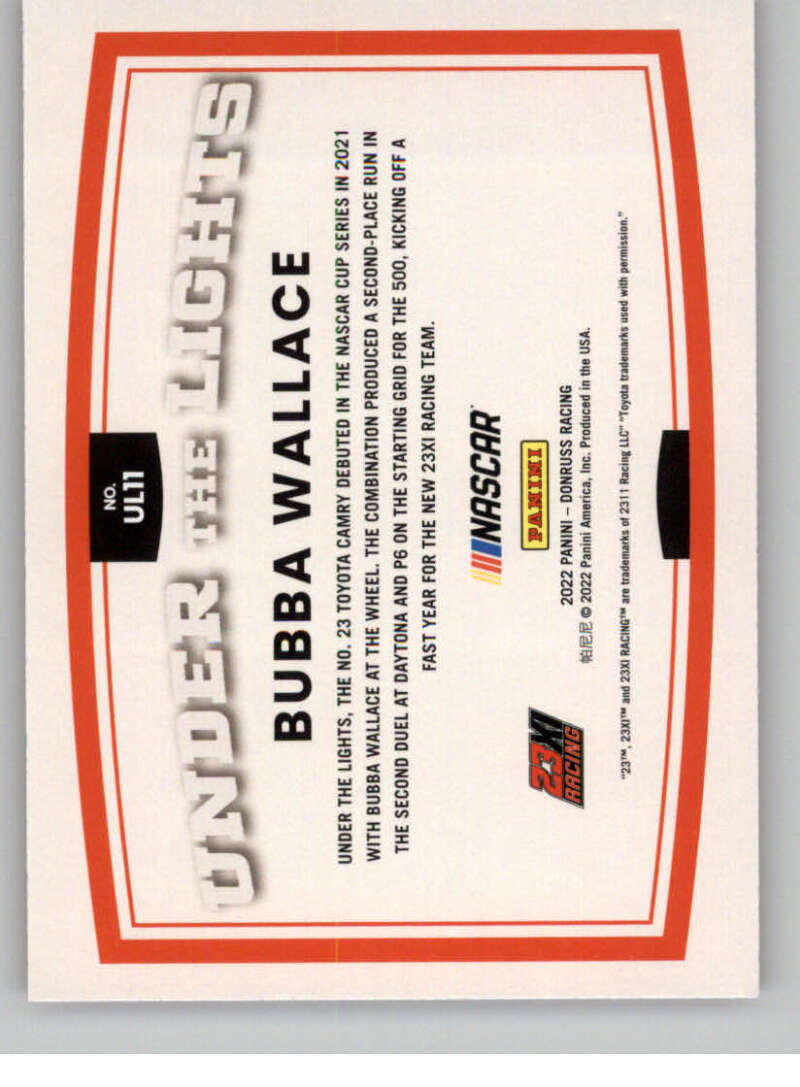 NO.
UL11
UNDER THE LIGHTS
BUBBA WALLACE
UNDER THE LIGHTS, THE NO. 23 TOYOTA CAMRY DEBUTED IN THE NASCAR CUP SERIES IN 2021
WITH BUBBA WALLACE AT THE WHEEL. THE COMBINATION PRODUCED A SECOND-PLACE RUN IN
THE SECOND DUEL AT DAYTONA AND P6 ON THE STARTING GRID FOR THE 500, KICKING OFF A
FAST YEAR FOR THE NEW 23XI RACING TEAM.
NASCAR
PANINI
23XI
RACING
2022 PANINI – DONRUSS RACING
帕尼尼 © 2022 Panini America, Inc. Produced in the USA.
"23™, 23XI™ and 23XI RACING™ are trademarks of 2311 Racing LLC" "Toyota trademarks used with permission."